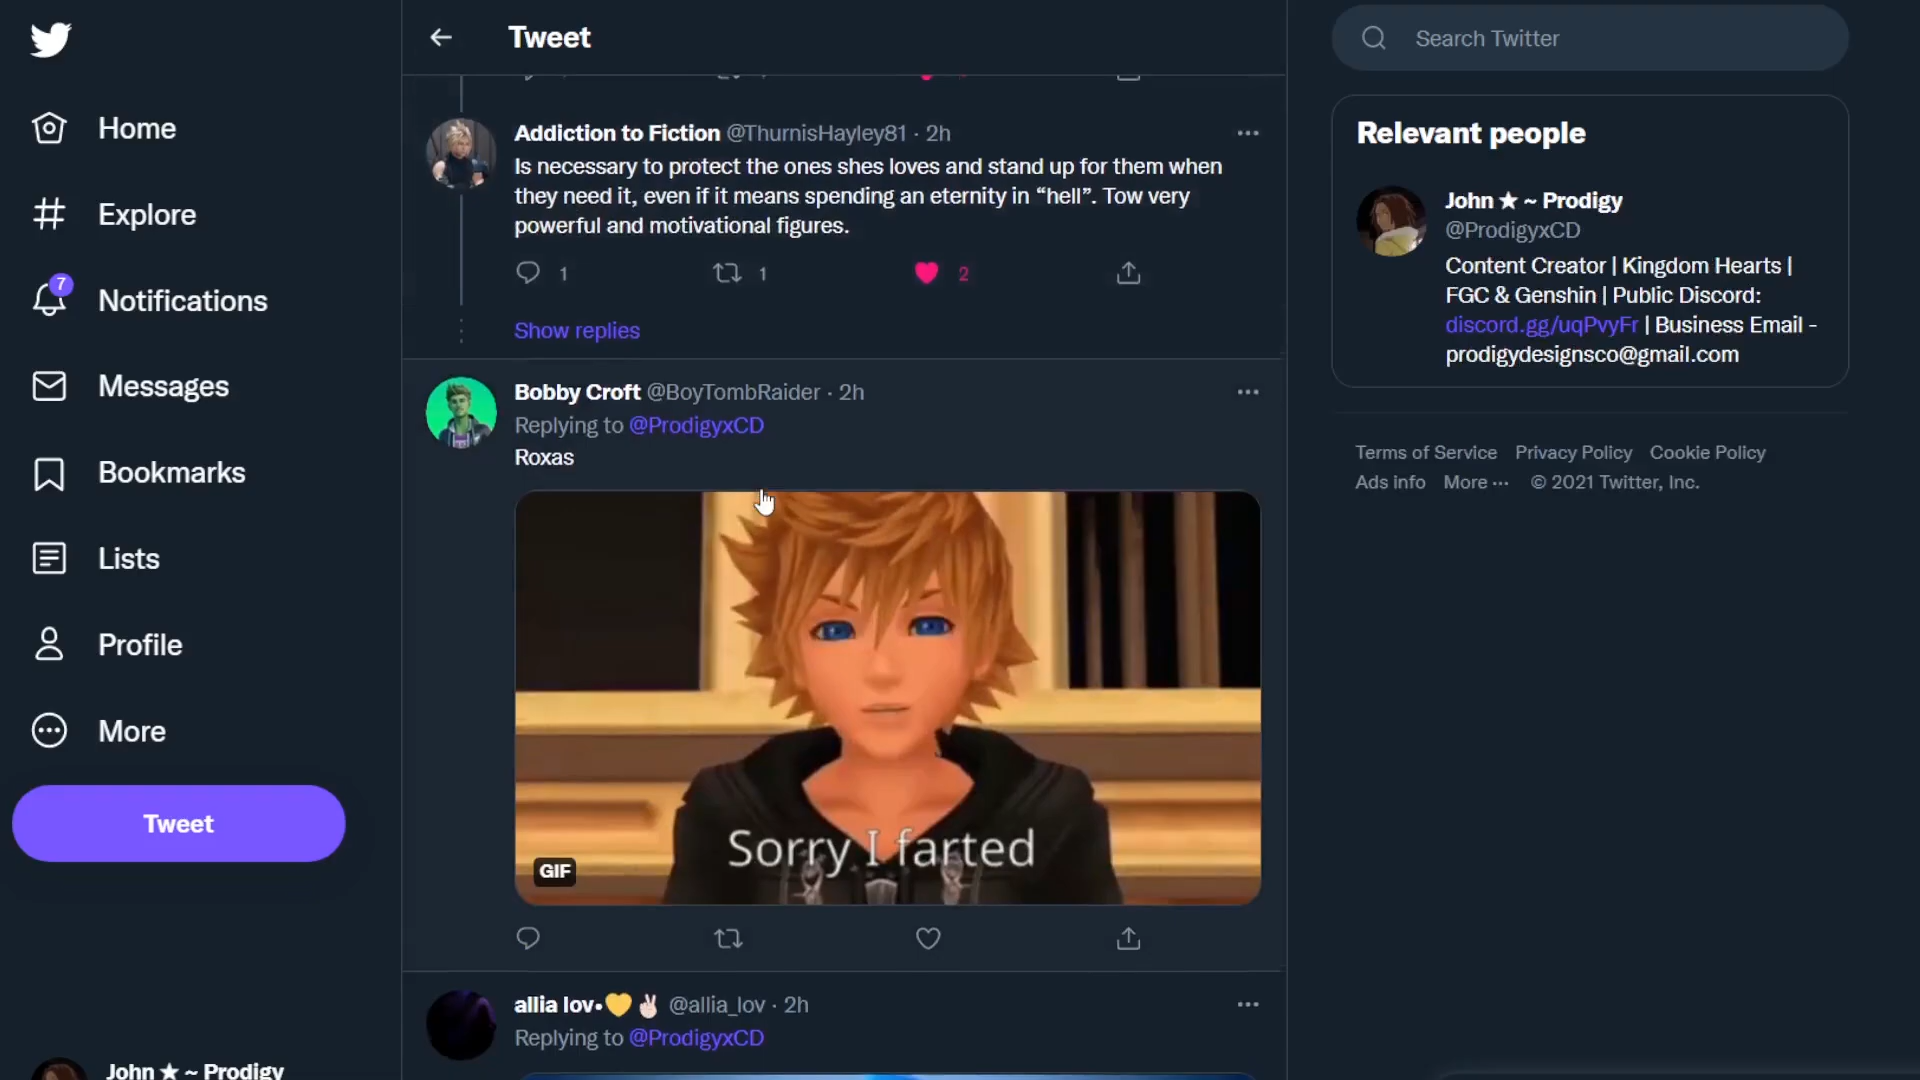 Tweet
Search Twitter
Home
Explore
7
Notifications
Messages
Bookmarks
Lists
Profile
More
Tweet
John ★ ~ Prodigy
Addiction to Fiction @ThurnisHayley81 · 2h
Is necessary to protect the ones shes loves and stand up for them when
they need it, even if it means spending an eternity in “hell”. Tow very
powerful and motivational figures.
1 1 2
Show replies
Bobby Croft @BoyTombRaider · 2h
Replying to @ProdigyxCD
Roxas
Sorry I farted
GIF
allia lov•💛✌🏻 @allia_lov · 2h
Replying to @ProdigyxCD
Relevant people
John ★ ~ Prodigy
@ProdigyxCD
Content Creator | Kingdom Hearts |
FGC & Genshin | Public Discord:
discord.gg/uqPvyFr | Business Email -
prodigydesignsco@gmail.com
Terms of Service Privacy Policy Cookie Policy
Ads info More ··· © 2021 Twitter, Inc.